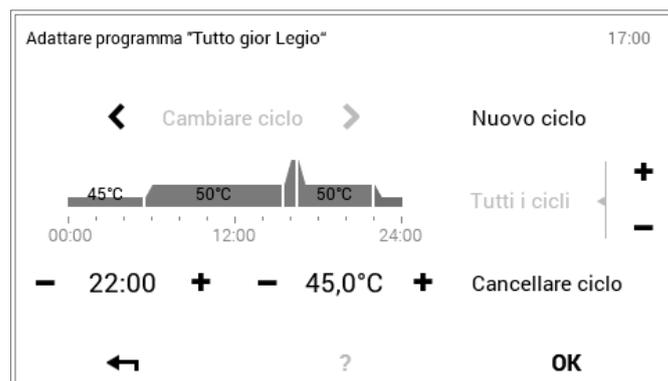 Adattare programma "Tutto gior Legio“ 17:00
Cambiare ciclo Nuovo ciclo
45°C 50°C 50°C
Tutti i cicli
+
−
00:00 12:00 24:00
− 22:00 + − 45,0°C + Cancellare ciclo
? OK